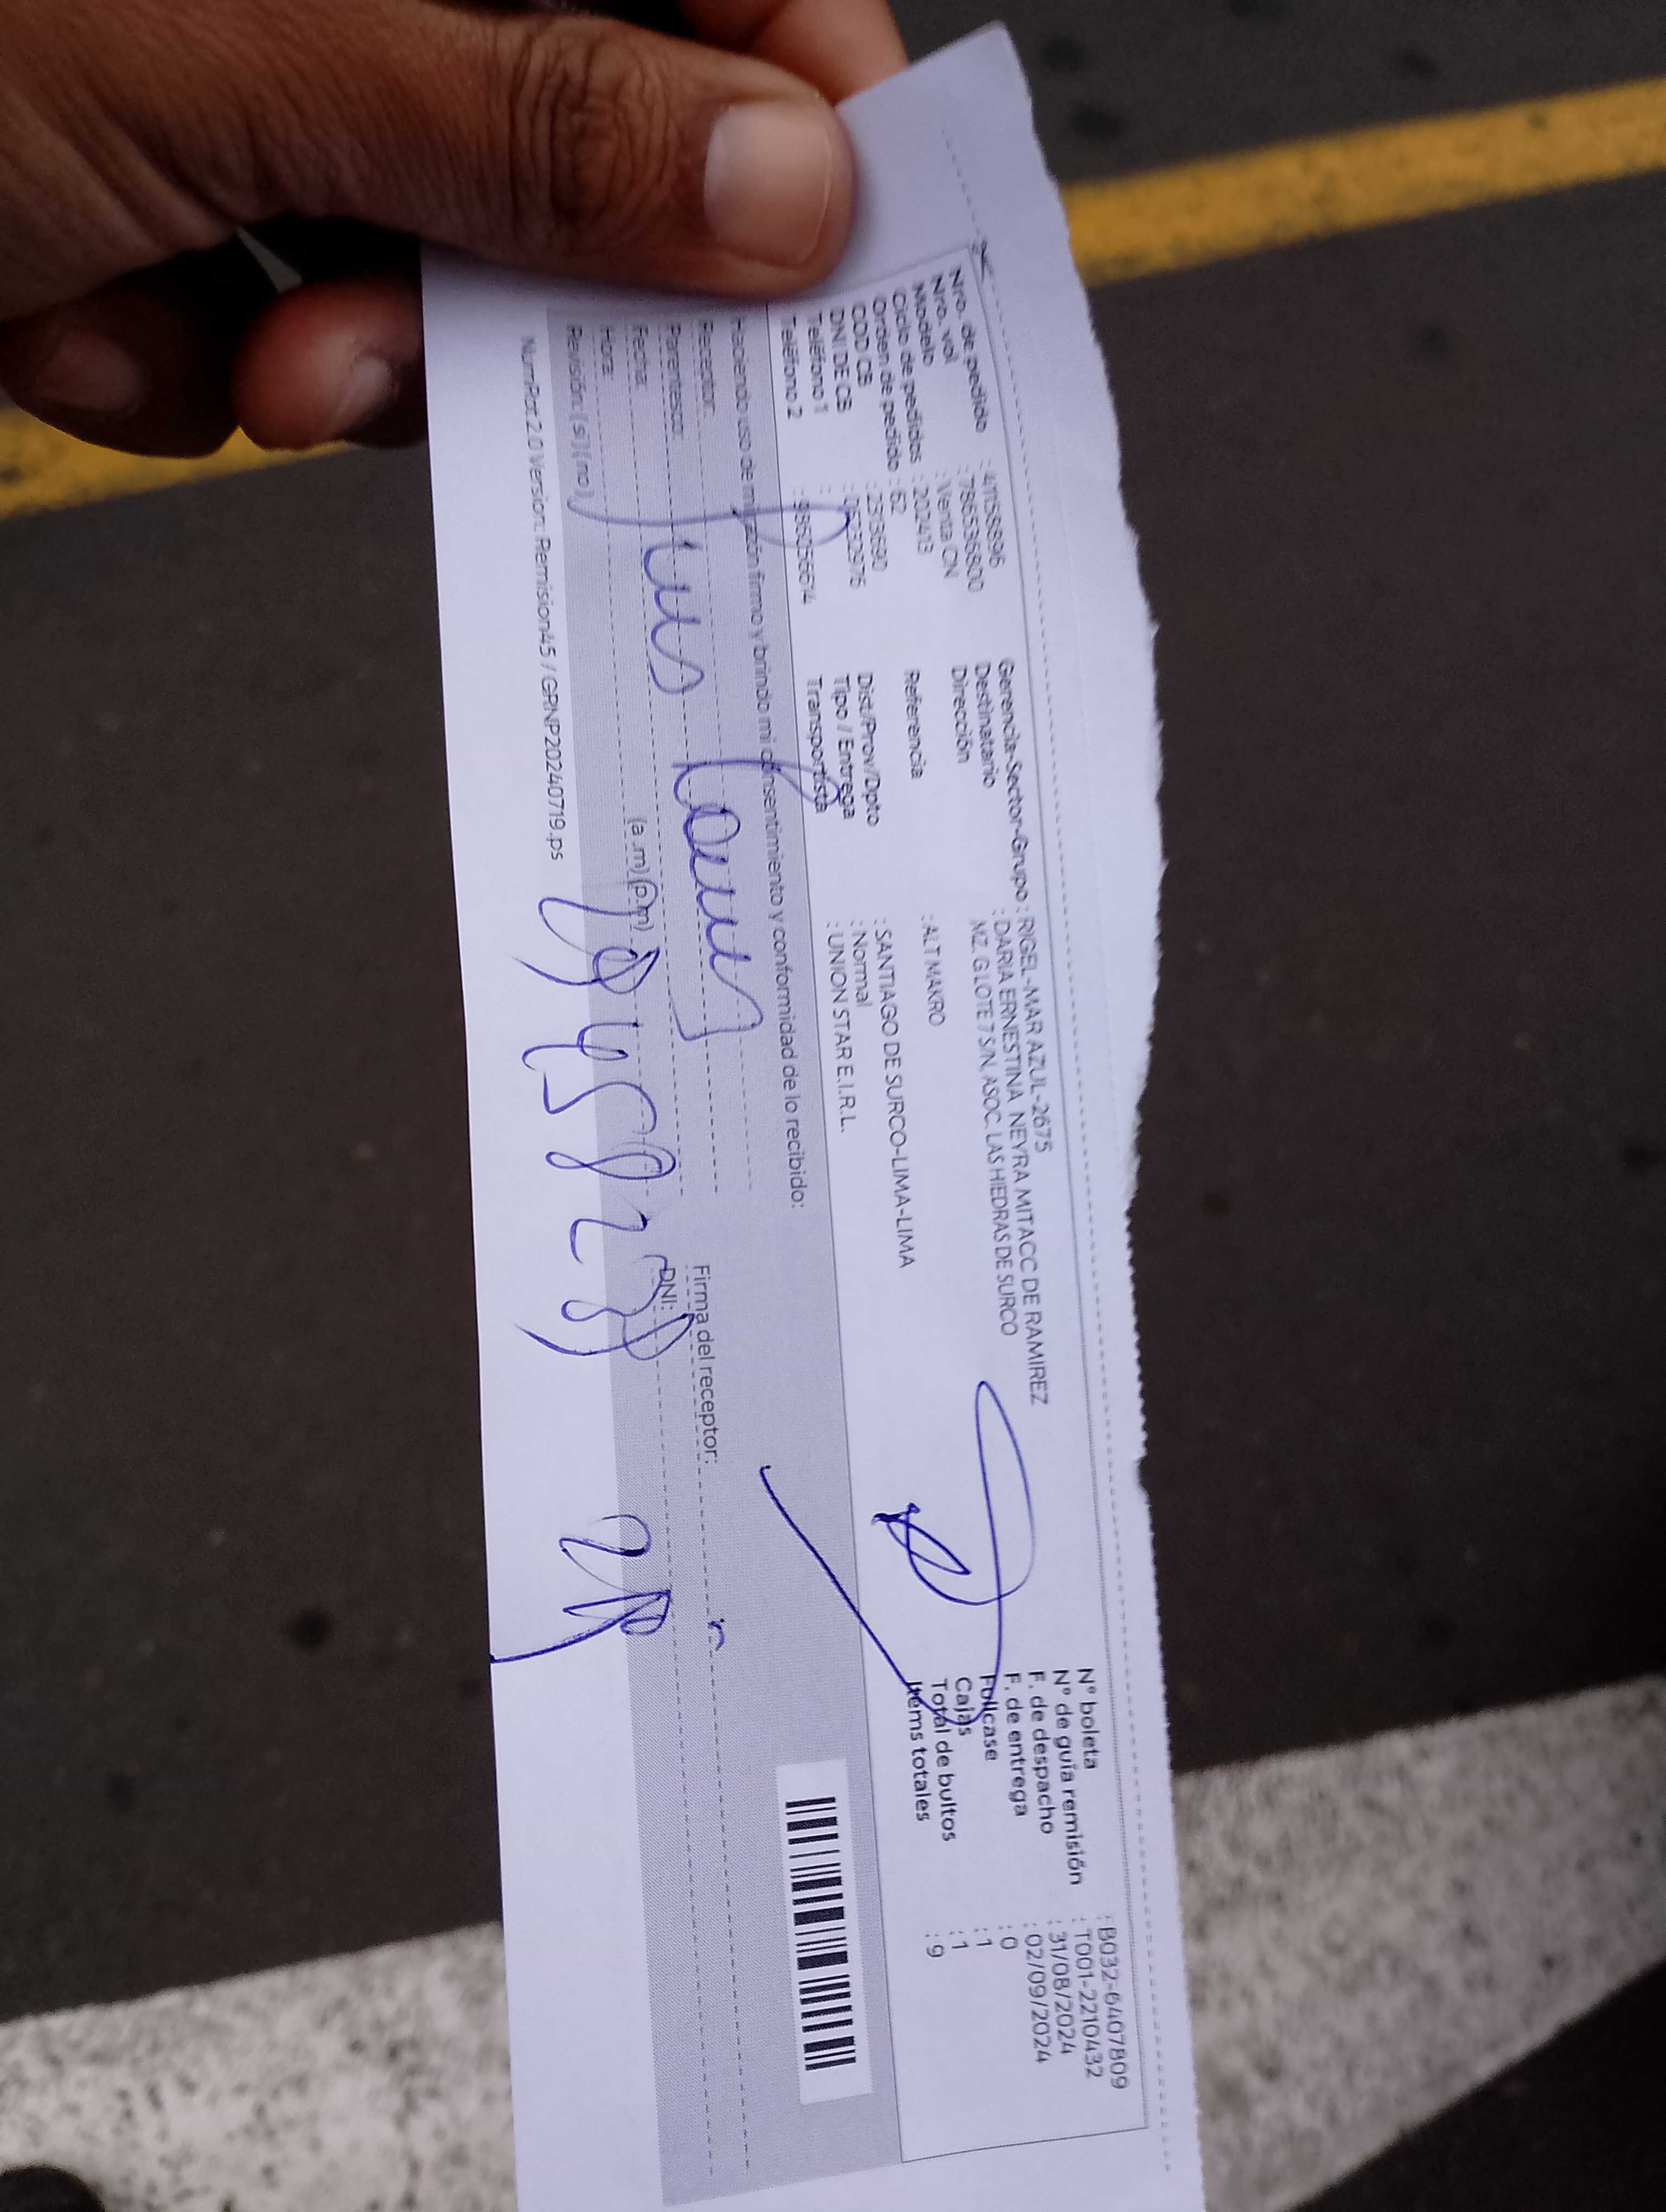 Nro. de pedido : 41158896
Nro. vol : 786536800
Modelo : Venta CN
Ciclo de pedidos : 202413
Orden de pedido : 62
COD CB
DNI DE CB
Teléfono 1 :
Teléfono 2
Gerencia-Sector-Grupo : RIGEL-MAR AZUL-2675
Destinatario : DARIA ERNESTINA NEYRA MITACC DE RAMIREZ
Dirección MZ. G LOTE 7 S/N, ASOC. LAS HIEDRAS DE SURCO
Referencia : ALT MAKRO
Dist/Prov/Dpto : SANTIAGO DE SURCO-LIMA-LIMA
Tipo / Entrega : Normal
Transportista : UNION STAR E.I.R.L.
N° boleta : B032-6407809
N° de guía remisión : T001-2210432
F. de despacho : 31/08/2024
F. de entrega : 02/09/2024
Fullcase : 0
Cajas : 1
Total de bultos : 1
Items totales : 9
Haciendo uso de mi razón firmo y brindo mi consentimiento y conformidad de lo recibido:
Receptor:
Parentesco:
Fecha:
Hora: (a.m) (p.m)
Revisión: (si) (no)
Firma del receptor:
DNI:
NumPat 2.0 Version: Remision45 / GRNP20240719.ps